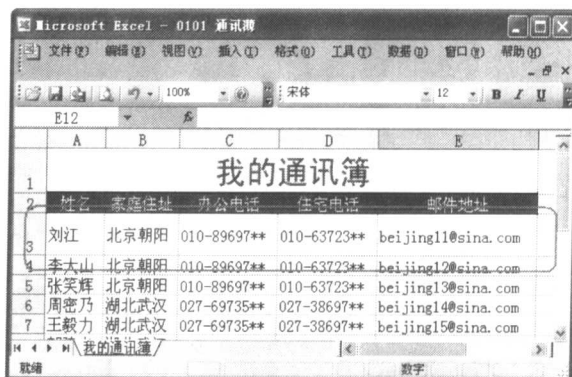 Microsoft Excel - 0101 通讯簿
文件(F) 编辑(E) 视图(V) 插入(I) 格式(O) 工具(T) 数据(D) 窗口(W) 帮助(H)
100% 宋体 12 B I U
E12 fx
A B C D E
1 我的通讯簿
2 姓名 家庭住址 办公电话 住宅电话 邮件地址
3 刘江 北京朝阳 010-89697** 010-63723** beijing11@sina.com
4 李大山 北京朝阳 010-89697** 010-63723** beijing12@sina.com
5 张笑辉 北京朝阳 010-89697** 010-63723** beijing13@sina.com
6 周密乃 湖北武汉 027-69735** 027-38697** beijing14@sina.com
7 王毅力 湖北武汉 027-69735** 027-38697** beijing15@sina.com
我的通讯簿
就绪 数字